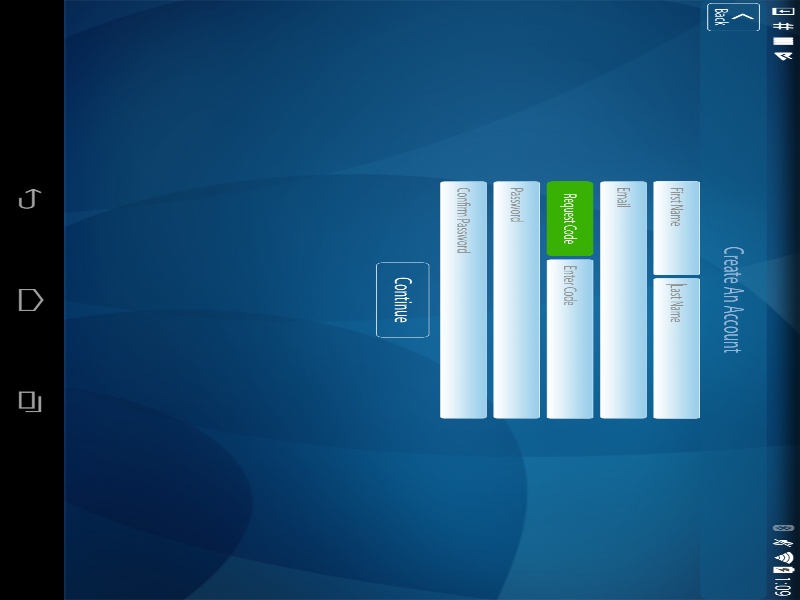 1:09
Back
Create An Account
First Name
Last Name
Email
Request Code
Enter Code
Password
Confirm Password
Continue